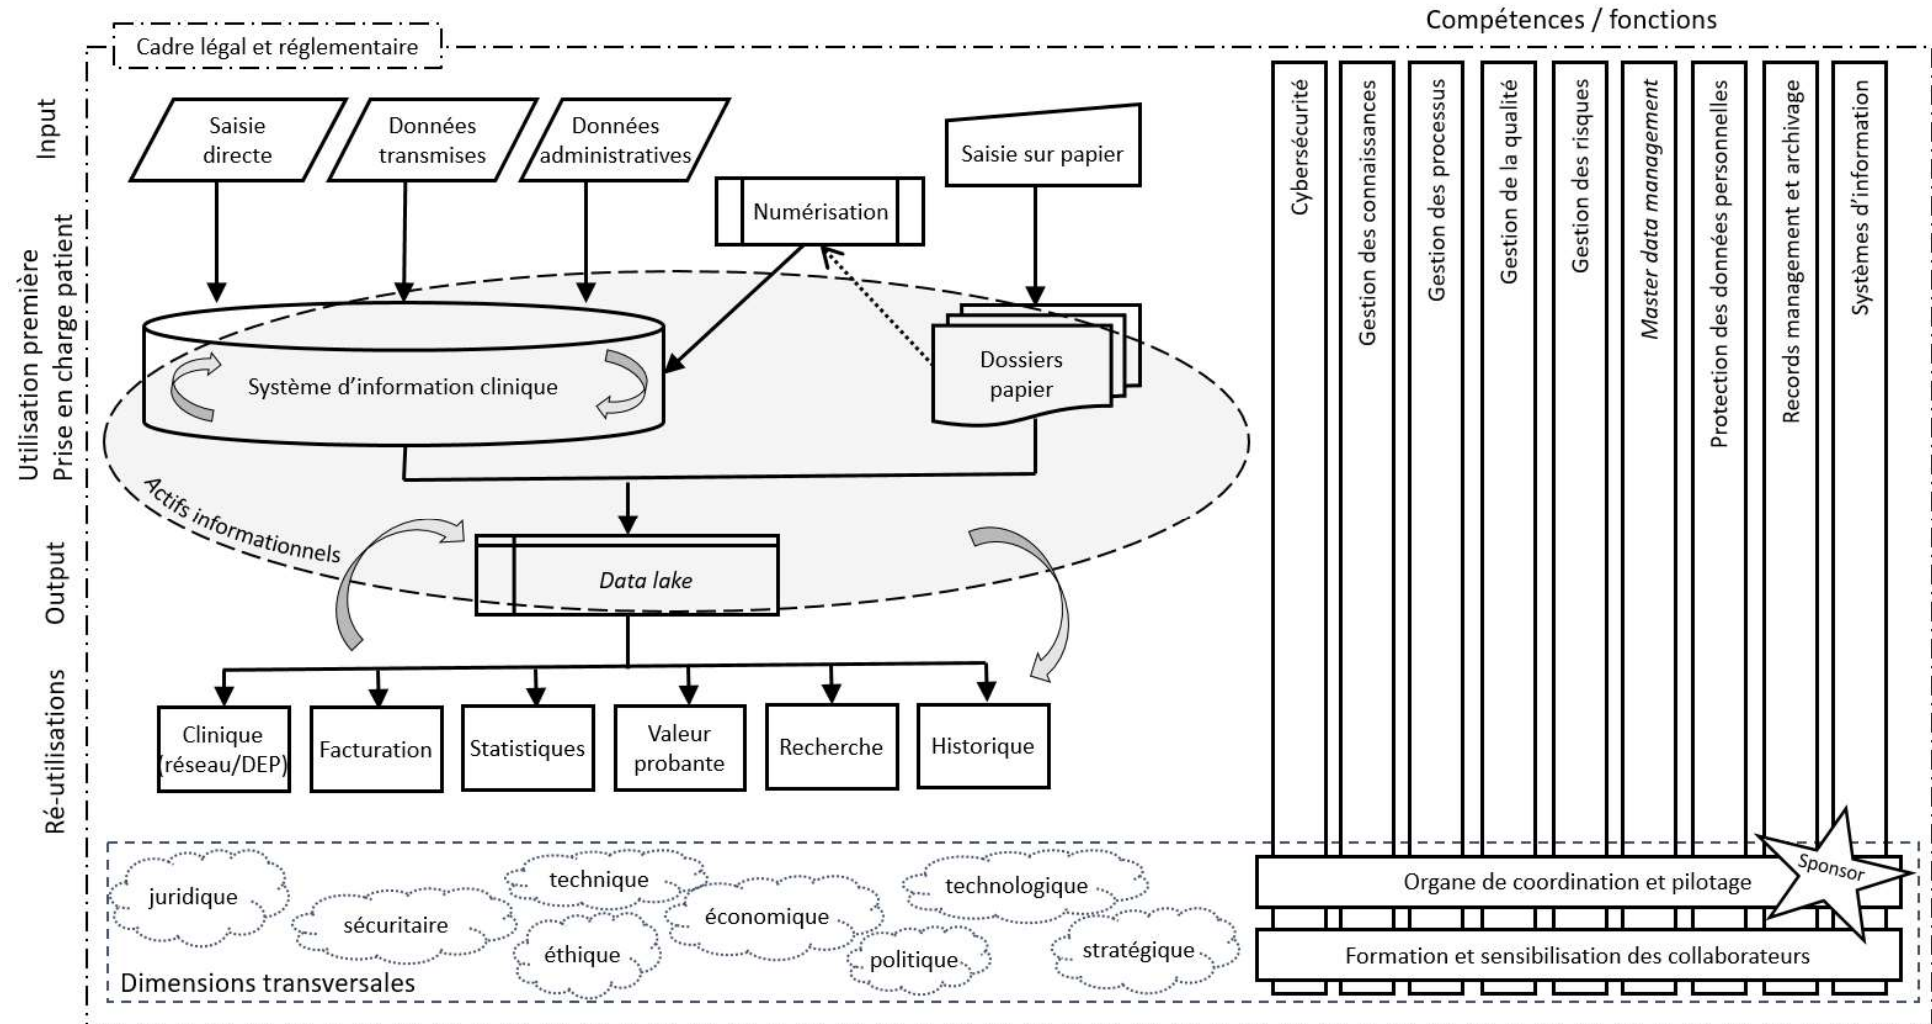 Compétences / fonctions
Cadre légal et réglementaire
Input
Saisie
directe
Données
transmises
Données
administratives
Saisie sur papier
Numérisation
Utilisation première
Prise en charge patient
Système d’information clinique
Dossiers
papier
Actifs informationnels
Output
Data lake
Ré-utilisations
Clinique
(réseau/DEP)
Facturation
Statistiques
Valeur
probante
Recherche
Historique
Cybersécurité
Gestion des connaissances
Gestion des processus
Gestion de la qualité
Gestion des risques
Master data management
Protection des données personnelles
Records management et archivage
Systèmes d’information
juridique
sécuritaire
technique
éthique
économique
technologique
politique
stratégique
Dimensions transversales
Organe de coordination et pilotage
Sponsor
Formation et sensibilisation des collaborateurs